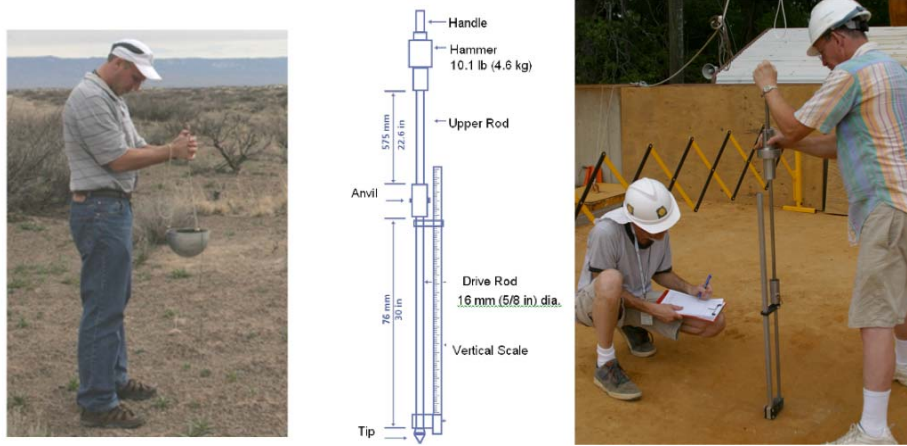 Handle
Hammer
10.1 lb (4.6 kg)
575 mm
22.6 in
Upper Rod
Anvil
76 mm
30 in
Drive Rod
16 mm (5/8 in) dia.
Vertical Scale
Tip